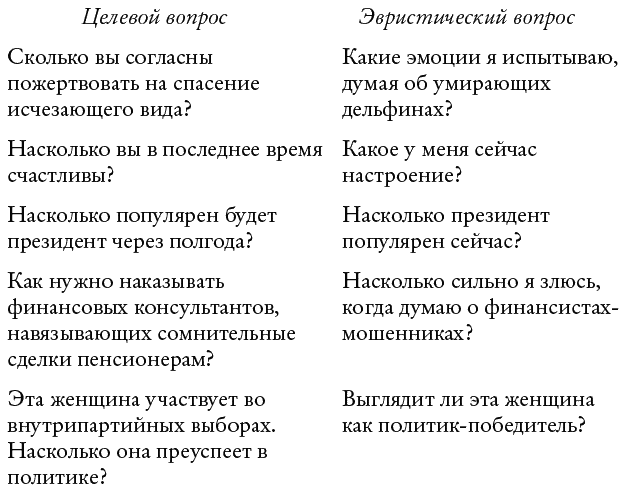 Целевой вопрос
Эвристический вопрос
Сколько вы согласны
пожертвовать на спасение
исчезающего вида?
Какие эмоции я испытываю,
думая об умирающих
дельфинах?
Насколько вы в последнее время
счастливы?
Какое у меня сейчас
настроение?
Насколько популярен будет
президент через полгода?
Насколько президент
популярен сейчас?
Как нужно наказывать
финансовых консультантов,
навязывающих сомнительные
сделки пенсионерам?
Насколько сильно я злюсь,
когда думаю о финансистах-
мошенниках?
Эта женщина участвует во
внутрипартийных выборах.
Насколько она преуспеет в
политике?
Выглядит ли эта женщина
как политик-победитель?